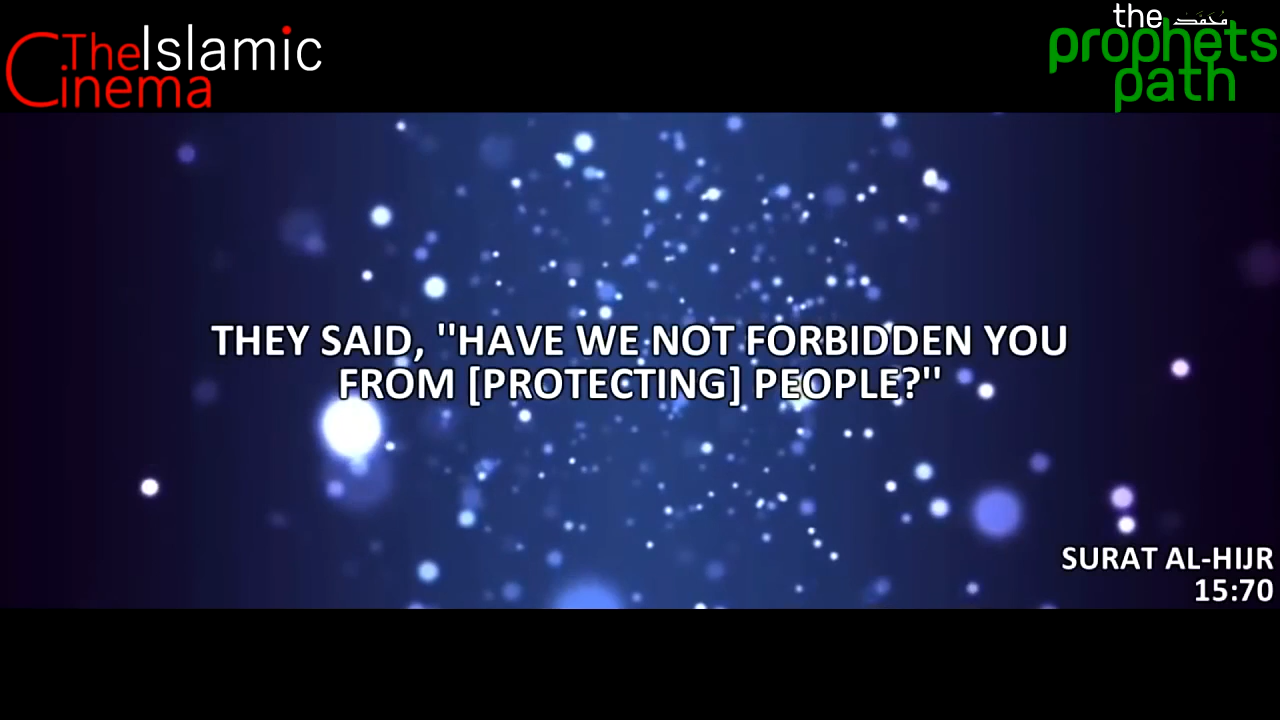 TheIslamic
Cinema
the محمد
prophets
path
THEY SAID, "HAVE WE NOT FORBIDDEN YOU
FROM [PROTECTING] PEOPLE?"
SURAT AL-HIJR
15:70